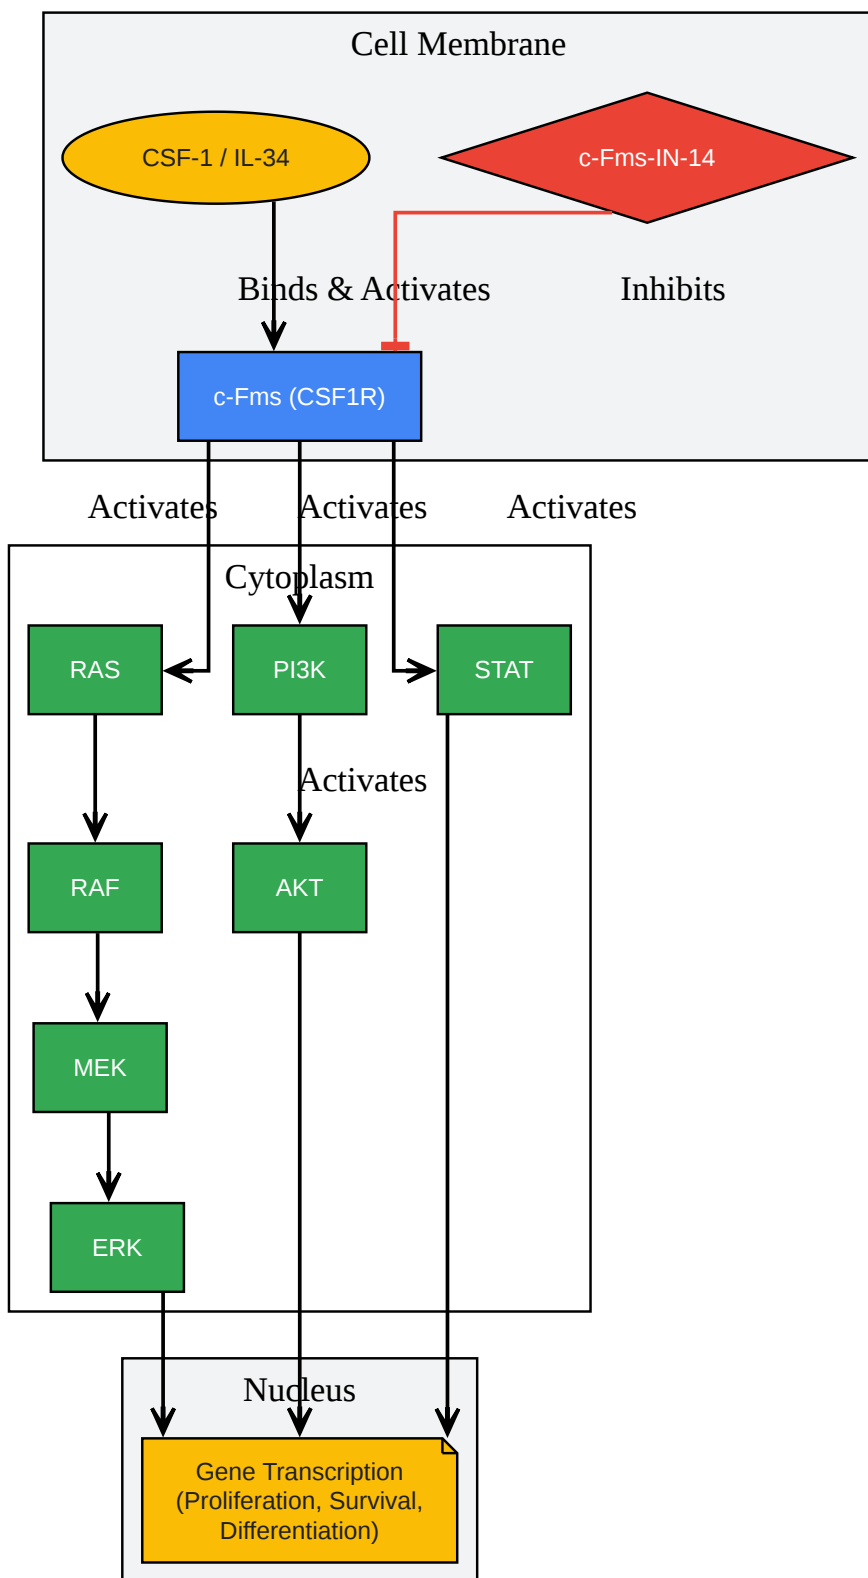 Cell Membrane
CSF-1 / IL-34
c-Fms-IN-14
Binds & Activates
Inhibits
c-Fms (CSF1R)
Activates
Activates
Activates
Cytoplasm
RAS
PI3K
STAT
Activates
RAF
AKT
MEK
ERK
Nucleus
Gene Transcription
(Proliferation, Survival,
Differentiation)